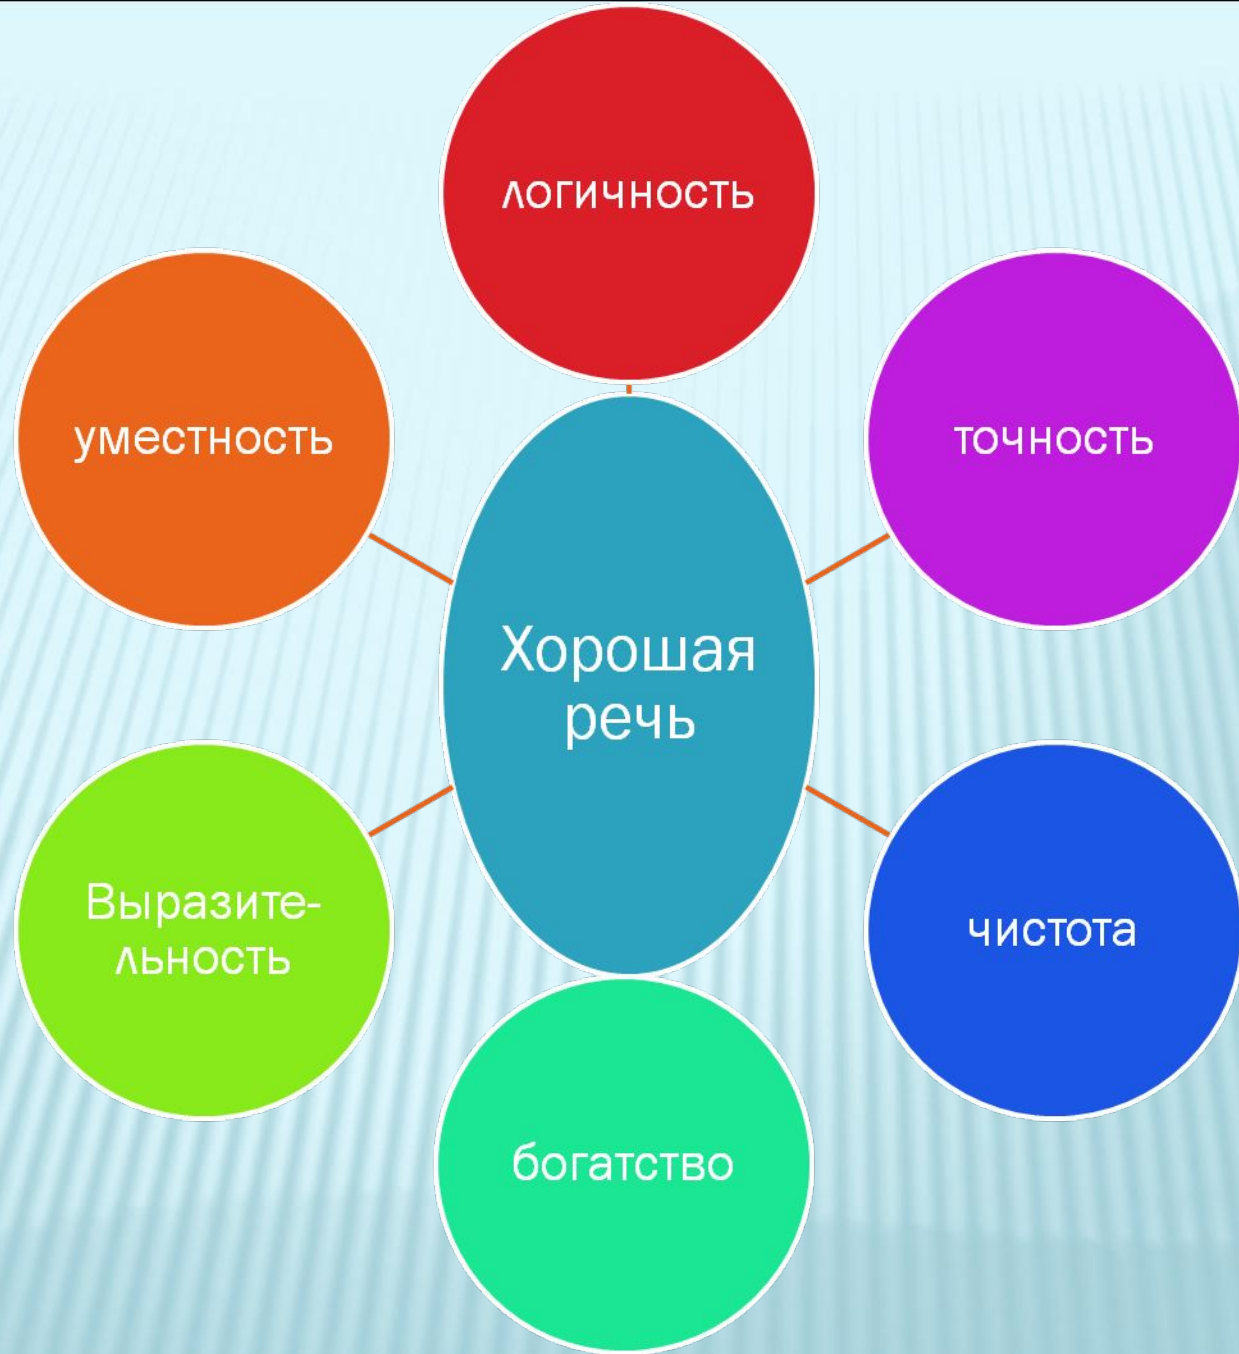 логичность
уместность
точность
Хорошая
речь
Выразите-
льность
чистота
богатство